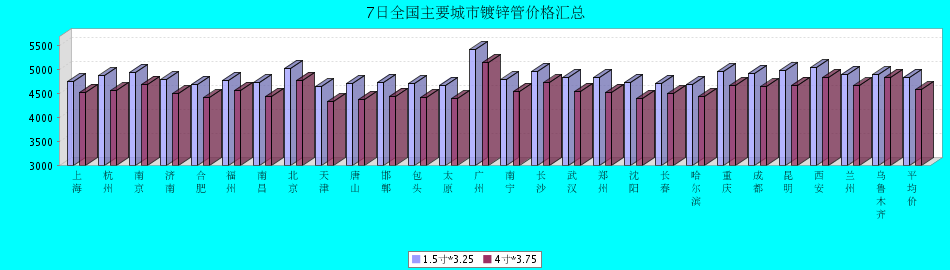 7日全国主要城市镀锌管价格汇总
5500
5000
4500
4000
3500
3000
上海
杭州
南京
济南
合肥
福州
南昌
北京
天津
唐山
邯郸
包头
太原
广州
南宁
长沙
武汉
郑州
沈阳
长春
哈尔滨
重庆
成都
昆明
西安
兰州
乌鲁木齐
平均价
1.5寸*3.25
4寸*3.75